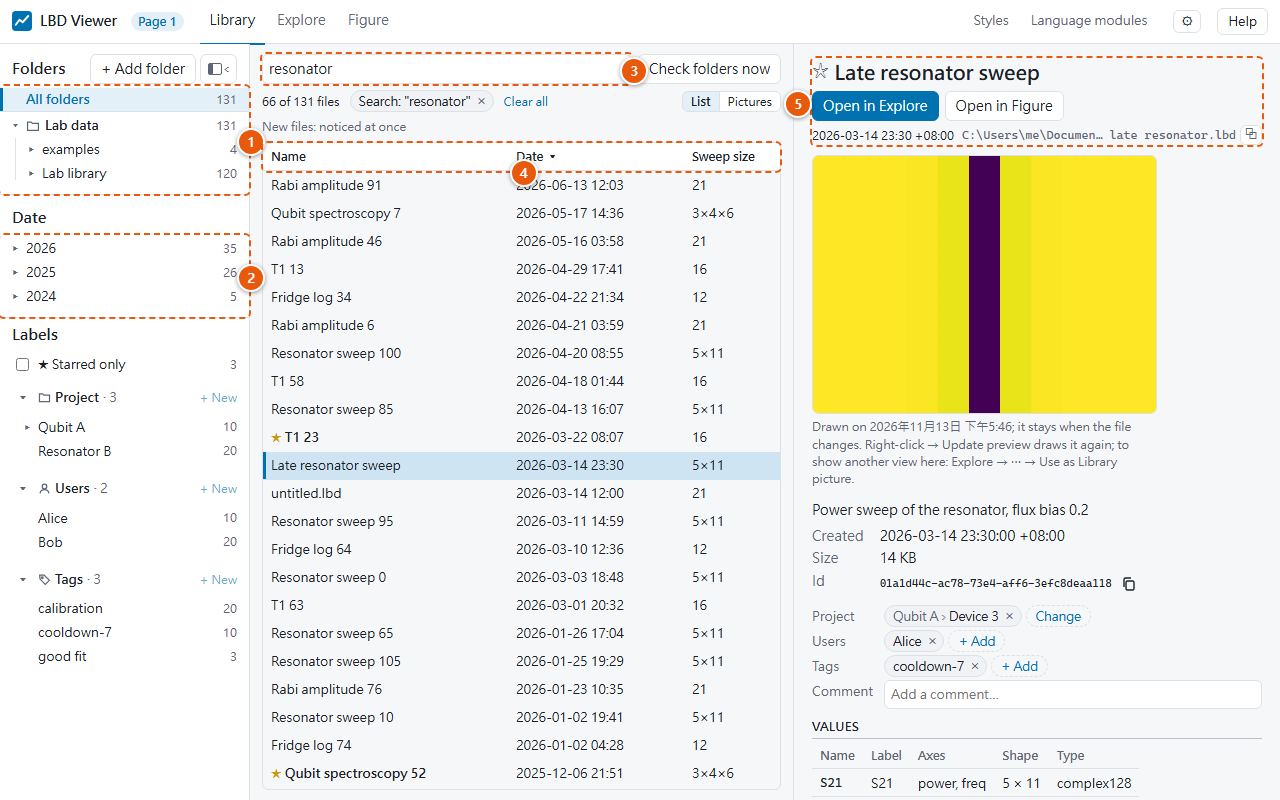 LBD Viewer Page 1 Library Explore Figure Styles Language modules Help
Folders + Add folder
All folders 131
Lab data 131
examples 4
Lab library 120
1
Date
2026 35
2025 26
2024 5
2
Labels
★ Starred only 3
Project · 3 + New
Qubit A 10
Resonator B 20
Users · 2 + New
Alice 10
Bob 20
Tags · 3 + New
calibration 20
cooldown-7 10
good fit 3
resonator 3 Check folders now
66 of 131 files Search: "resonator" × Clear all List Pictures
New files: noticed at once
Name Date Sweep size
4
Rabi amplitude 91 2026-06-13 12:03 21
Qubit spectroscopy 7 2026-05-17 14:36 3×4×6
Rabi amplitude 46 2026-05-16 03:58 21
T1 13 2026-04-29 17:41 16
Fridge log 34 2026-04-22 21:34 12
Rabi amplitude 6 2026-04-21 03:59 21
Resonator sweep 100 2026-04-20 08:55 5×11
T1 58 2026-04-18 01:44 16
Resonator sweep 85 2026-04-13 16:07 5×11
★ T1 23 2026-03-22 08:07 16
Late resonator sweep 2026-03-14 23:30 5×11
untitled.lbd 2026-03-14 12:00 21
Resonator sweep 95 2026-03-11 14:59 5×11
Fridge log 64 2026-03-10 12:36 12
Resonator sweep 0 2026-03-03 18:48 5×11
T1 63 2026-03-01 20:32 16
Resonator sweep 65 2026-01-26 17:04 5×11
Resonator sweep 105 2026-01-25 19:29 5×11
Rabi amplitude 76 2026-01-23 10:35 21
Resonator sweep 10 2026-01-02 19:41 5×11
Fridge log 74 2026-01-02 04:28 12
★ Qubit spectroscopy 52 2025-12-06 21:51 3×4×6
☆ Late resonator sweep
5 Open in Explore Open in Figure
2026-03-14 23:30 +08:00 C:\Users\me\Documen… late resonator.lbd
Drawn on 2026年11月13日 下午5:46; it stays when the file
changes. Right-click → Update preview draws it again; to
show another view here: Explore → ··· → Use as Library
picture.
Power sweep of the resonator, flux bias 0.2
Created 2026-03-14 23:30:00 +08:00
Size 14 KB
Id 01a1d44c-ac78-73e4-aff6-3efc8deaa118
Project Qubit A › Device 3 × Change
Users Alice × + Add
Tags cooldown-7 × + Add
Comment Add a comment…
VALUES
Name Label Axes Shape Type
S21 S21 power, freq 5 × 11 complex128